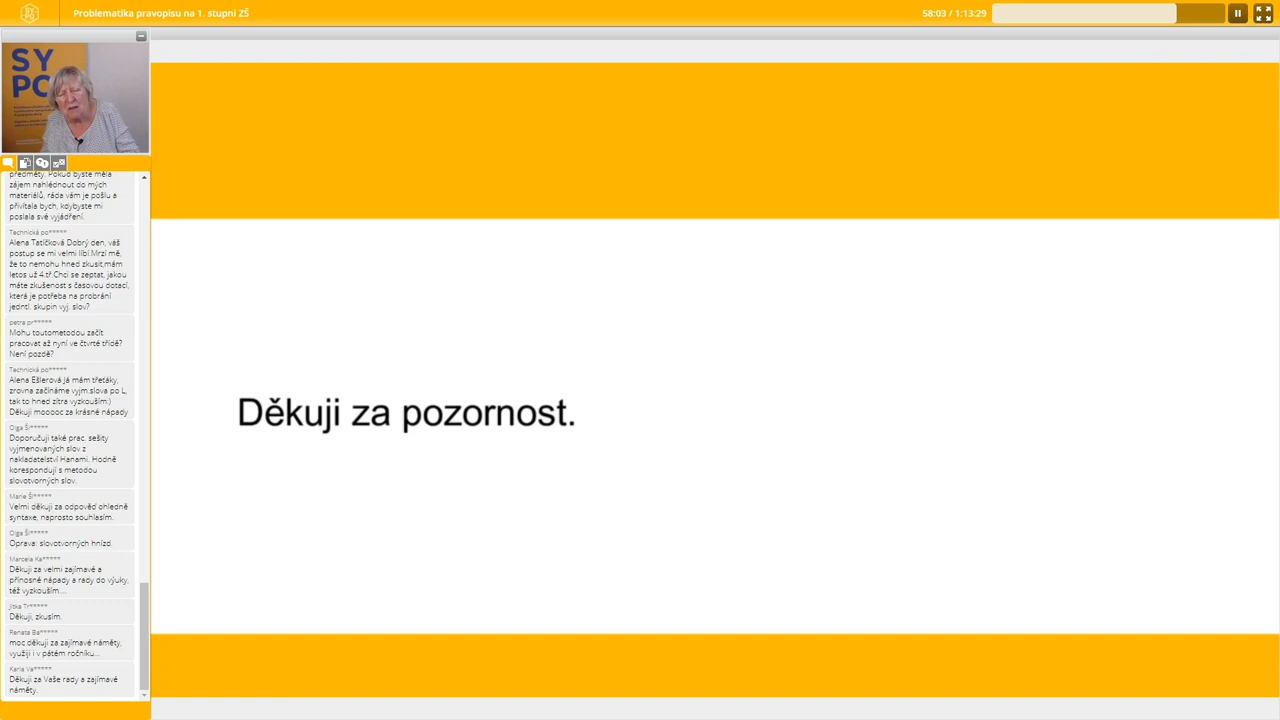 Problematika pravopisu na 1. stupni ZŠ
58:03 / 1:13:29
SY
PO
předměty. Pokud byste měla
zájem nahlédnout do mých
materiálů, ráda vám je pošlu a
přivítala bych, kdybyste mi
poslala své vyjádření.
Technická po*****
Alena Tatíčková Dobrý den, váš
postup se mi velmi líbí.Mrzí mě,
že to nemohu hned zkusit,mám
letos už 4.tř.Chci se zeptat, jakou
máte zkušenost s časovou dotací,
která je potřeba na probrání
jedntl. skupin vyj. slov?
petra pr*****
Mohu toutometodou začít
pracovat až nyní ve čtvrté třídě?
Není pozdě?
Technická po*****
Alena Ešlerová Já mám třeťáky,
zrovna začínáme vyjm.slova po L,
tak to hned zítra vyzkouším:)
Děkuji mooooc za krásné nápady
Olga Ši*****
Doporučuji také prac. sešity
vyjmenovaných slov z
nakladatelství Hanami. Hodně
korespondují s metodou
slovotvorných slov.
Marie Šl*****
Velmi děkuji za odpověď ohledně
syntaxe, naprosto souhlasím.
Olga Ši*****
Oprava: slovotvorných hnízd.
Marcela Ka*****
Děkuji za velmi zajímavé a
přínosné nápady a rady do výuky,
též vyzkouším....
Jitka Tr*****
Děkuji, zkusím.
Renata Ba*****
moc děkuji za zajímavé náměty,
využiji i v pátém ročníku...
Karla Va*****
Děkuji za Vaše rady a zajímavé
náměty.
Děkuji za pozornost.